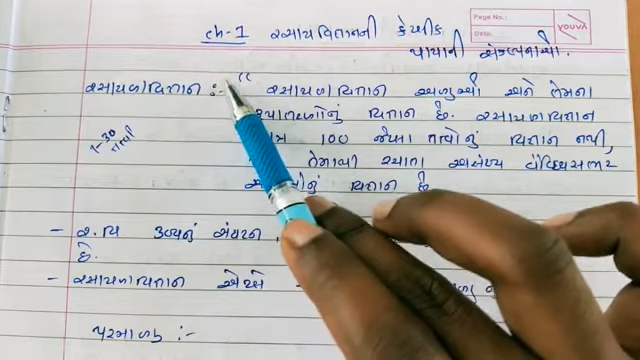 Page No.:
Date:
YOUVA
ch-1 રસાયણવિજ્ઞાનની કેટલીક
પાયાની સંકલ્પનાઓ.
રસાયણવિજ્ઞાન :- “ રસાયણવિજ્ઞાન અણુઓ અને તેમના
રૂપાંતરણોનું વિજ્ઞાન છે. રસાયણવિજ્ઞાન
100 જેવા તત્વોનું વિજ્ઞાન નથી,
1-30
તત્વો
તેમાંથી રચાતા અસંખ્ય વૈવિધ્યસભર
વિજ્ઞાન છે
- ર.વિ દ્રવ્યનું બંધારણ,
છે.
- રસાયણવિજ્ઞાન એ
પરમાણુ :-